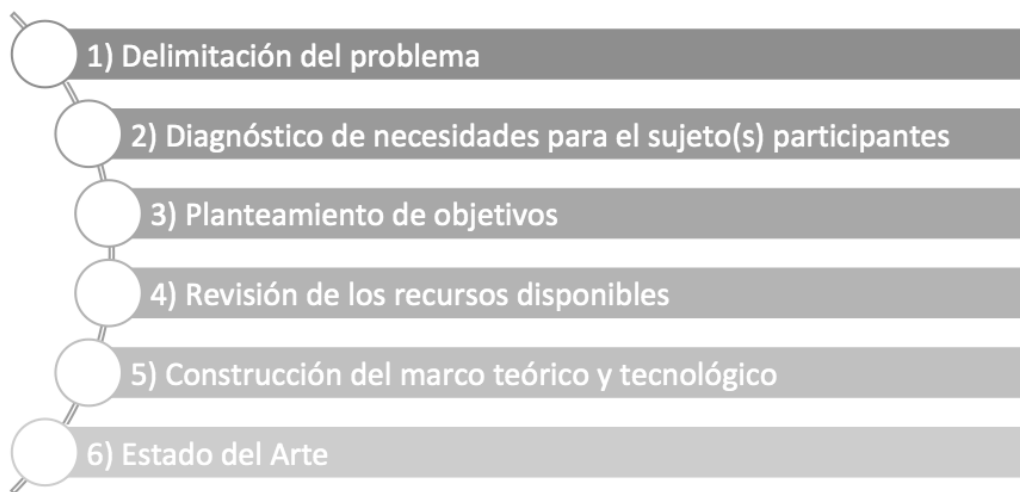 1) Delimitación del problema
2) Diagnóstico de necesidades para el sujeto(s) participantes
3) Planteamiento de objetivos
4) Revisión de los recursos disponibles
5) Construcción del marco teórico y tecnológico
6) Estado del Arte